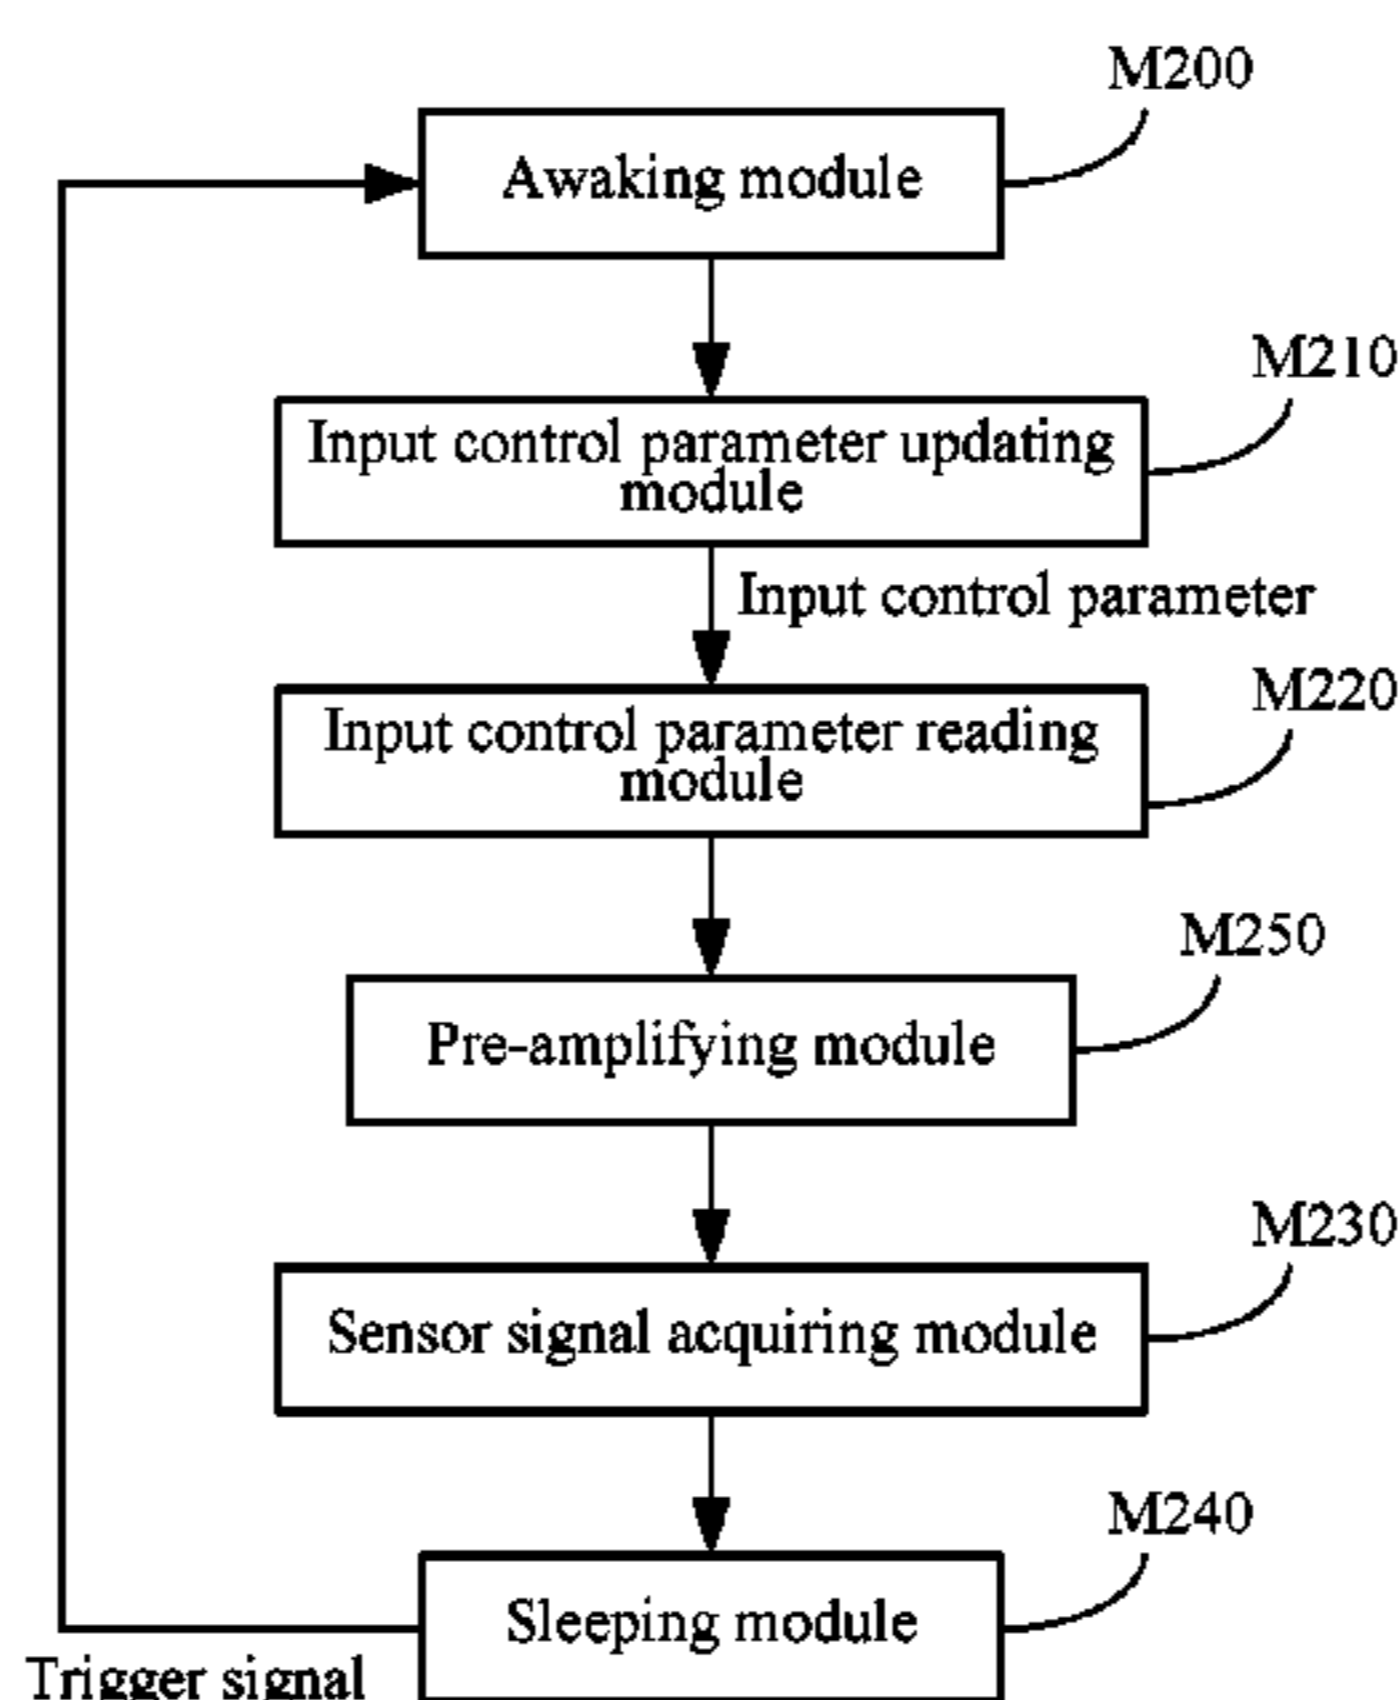 M200
Awaking module
M210
Input control parameter updating
module
Input control parameter
M220
Input control parameter reading
module
M250
Pre-amplifying module
M230
Sensor signal acquiring module
M240
Sleeping module
Trigger signal